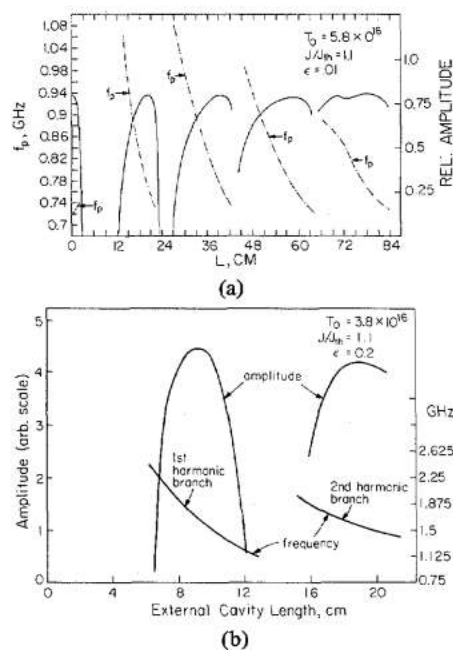 1.08
1.04
1.00
0.98
0.94
0.9
0.86
0.82
0.78
0.74
0.7
f_p, GHz
T_O = 5.8 × O^16
J/J_th = 1.1
ϵ = .01
f_p
f_p
f_p
f_p
f_p
1.0
0.75
0.5
0.25
REL. AMPLITUDE
0 12 24 36 48 60 72 84
L, CM
(a)
5
4
3
2
1
0
Amplitude (arb. scale)
T_O = 3.8 × 10^16
J/J_th = 1.1
ϵ = 0.2
amplitude
1st
harmonic
branch
2nd harmonic
branch
frequency
GHz
2.625
2.25
1.875
1.5
1.125
0.75
0 4 8 12 16 20
External Cavity Length, cm
(b)